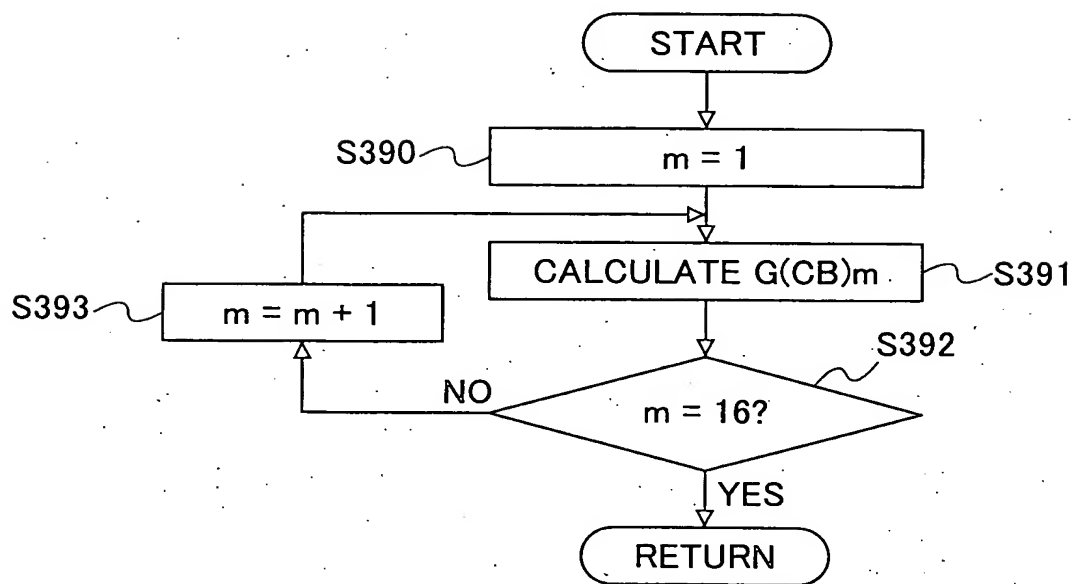 START
S390
m = 1
CALCULATE G(CB)m
S391
S393
m = m + 1
S392
NO
m = 16?
YES
RETURN